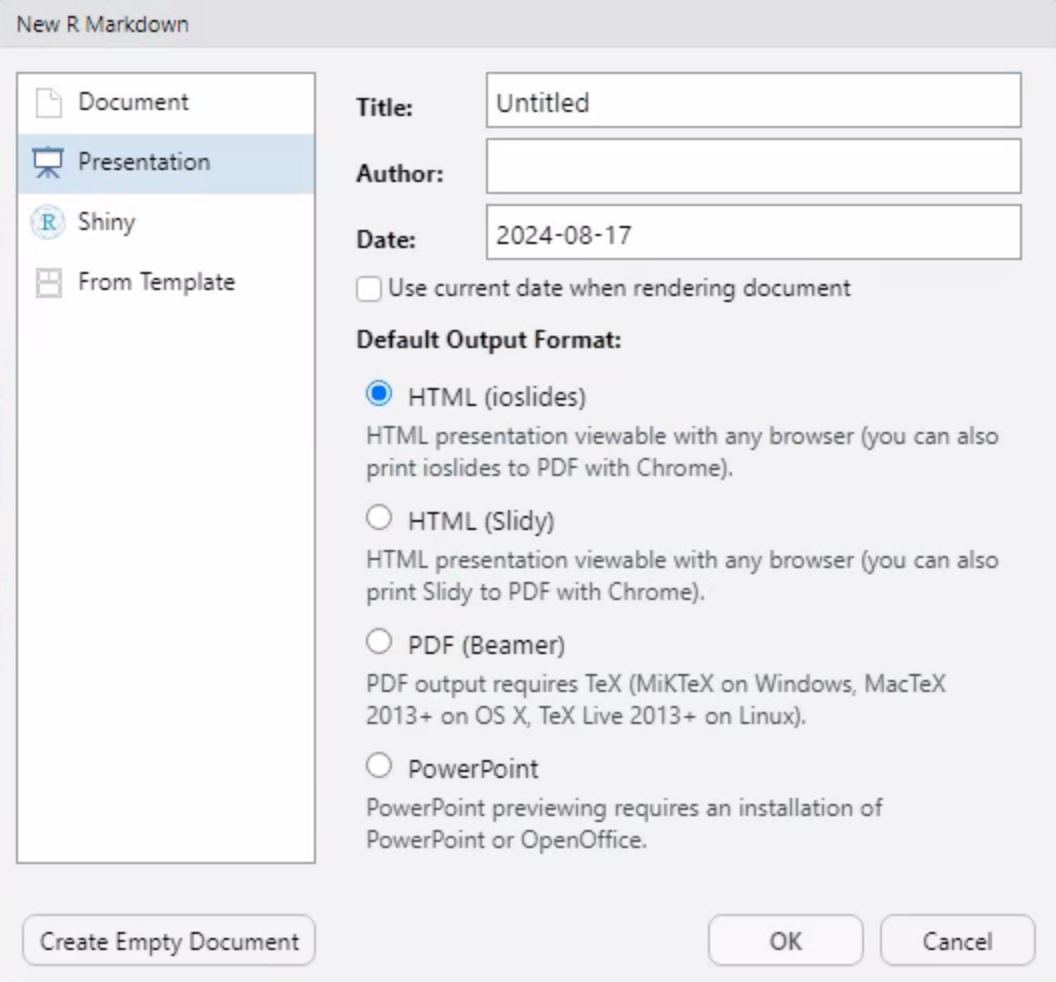 New R Markdown
Document
Presentation
R Shiny
From Template
Title: Untitled
Author:
Date: 2024-08-17
Use current date when rendering document
Default Output Format:
HTML (ioslides)
HTML presentation viewable with any browser (you can also
print ioslides to PDF with Chrome).
HTML (Slidy)
HTML presentation viewable with any browser (you can also
print Slidy to PDF with Chrome).
PDF (Beamer)
PDF output requires TeX (MiKTeX on Windows, MacTeX
2013+ on OS X, TeX Live 2013+ on Linux).
PowerPoint
PowerPoint previewing requires an installation of
PowerPoint or OpenOffice.
Create Empty Document
OK
Cancel